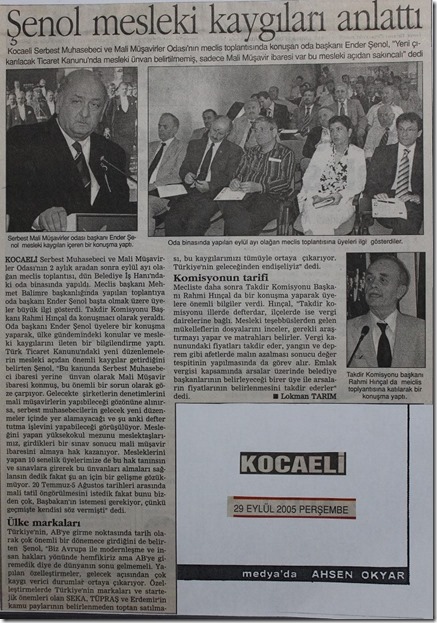 Şenol mesleki kaygıları anlattı
Kocaeli Serbest Muhasebeci ve Mali Müşavirler Odası'nın meclis toplantısında konuşan oda başkanı Ender Şenol, "Yeni çı-
kanlacak Ticaret Kanunu'nda mesleki ünvan belirtilmemiş, sadece Mali Müşavir ibaresi var bu mesleki açıdan sakıncalı" dedi
Serbest Mali Müşavirler odası başkanı Ender Şe-
nol mesleki kaygıları içeren bir konuşma yaptı.
Oda binasında yapılan eylül ayı olağan meclis toplantısına üyeleri ilgi gösterdiler.
KOCAELİ Serbest Muhasebeci ve Mali Müşavir-
ler Odası'nın 2 aylık aradan sonra eylül ayı ola-
ğan meclis toplantısı, dün Belediye İş Hanı'nda-
ki oda binasında yapıldı. Meclis başkanı Meh-
met Balimre başkanlığında yapılan toplantıya
oda başkanı Ender Şenol başta olmak üzere üye-
ler büyük ilgi gösterdi. Takdir Komisyonu Baş-
kanı Rahmi Hınçal da konuşmacı olarak yeraldı.
Oda başkanı Ender Şenol üyelere bir konuşma
yaparak, ülke gündemindeki konular ve mesle-
ki kaygılarını ileten bir bilgilendirme yaptı.
Türk Ticaret Kanunu'ndaki yeni düzenlemele-
rin mesleki açıdan önemli kaygılar getirdiğini
belirten Şenol, "Bu kanunda Serbest Muhasebe-
ci ibaresi yerine ünvan olarak Mali Müşavir
ibaresi konmuş, bu önemli bir sorun olarak gö-
ze çarpıyor. Gelecekte şirketlerin denetimlerini
mali müşavirlerin yapabileceği gözönüne alınır-
sa, serbest muhasebecilerin gelecek yeni düzen-
meler içinde yer alamayacağı ve şu anki defter
tutma işlevini yapabileceği görüşülüyor. Mesle-
ğini yapan yüksekokul mezunu meslektaşları-
mız, girdikleri bir sınav sonucu mali müşavir
ibaresini almaya hak kazanıyor. Mesleklerini
yapan 10 senelik üyelerimize de bu hak tanınsın
ve sınavlara girerek bu ünvanları almaları sağ-
lansın dedik fakat şu an için bir gelişme gözük-
müyor. 20 Temmuz-5 Ağustos tarihleri arasında
mali tatil öngörülmesini istedik fakat bunu biz-
den çok, Başbakan'ın istemesi gerekiyor, çünkü
geçmişte kendisi söz vermişti" dedi.
Ülke markaları
Türkiye'nin, AB'ye girme noktasında tarih ola-
rak çok önemli bir dönemece girdiğini de belir-
ten Şenol, "Biz Avrupa ile modernleşme ve in-
san hakları yönünde hemfikiriz ama AB'ye gi-
remedik diye de dünyanın sonu gelmemeli. Ya-
pılan özelleştirmeler, gelecek açısından çok
kaygı verici durumlar ortaya çıkarıyor. Özel-
leştirmelerde Türkiye'nin markaları ve starte-
jik önemleri olan SEKA, TÜPRAŞ ve Erdemir'in
kamu paylarının belirlenmeden toptan satılma-
sı, bu kaygılarımızı tümüyle ortaya çıkarıyor.
Türkiye'nin geleceğinden endişeliyiz" dedi.
Komisyonun tarifi
Mecliste daha sonra Takdir Komisyonu Başka-
nı Rahmi Hınçal da bir konuşma yaparak üyele-
re önemli bilgiler verdi. Hınçal, "Takdir ko-
misyonu illerde defterdar, ilçelerde ise vergi
dairelerine bağlı. Mesleki teşebbüslerden gelen
mükelleflerin dosyalarını inceler, gerekli araş-
tırmayı yapar ve matrahları belirler. Vergi ka-
nunundaki fiyatları takdir eder, yangın ve dep-
rem gibi afetlerde malın azalması sonucu değer
tespitinin yapılmasında da görev alır. Emlak
vergisi kapsamında arsalar üzerinde belediye
başkanlarının belirleyeceği birer üye ile arsala-
rın fiyatlarının belirlenmesini takdir ederler"
dedi.
■ Lokman TARIM
Takdir Komisyonu başkanı
Rahmi Hınçal da meclis
toplyantısına katılarak bir
konuşma yaptı.
KOCAELİ
29 EYLÜL 2005 PERŞEMBE
medya'da AHSEN OKYAR